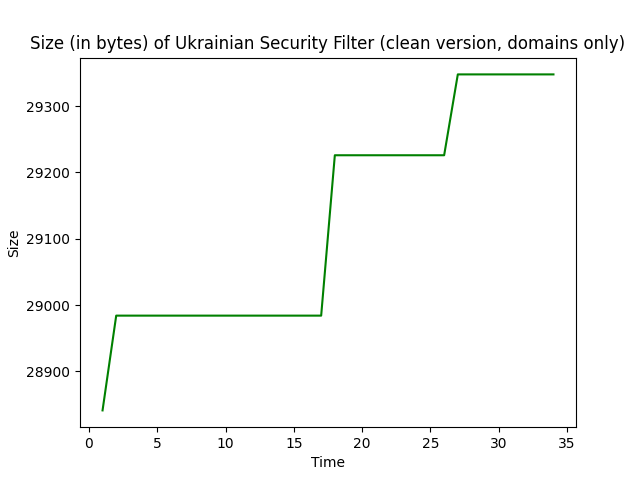 Size (in bytes) of Ukrainian Security Filter (clean version, domains only)
29300
29200
29100
29000
28900
Size
0 5 10 15 20 25 30 35
Time